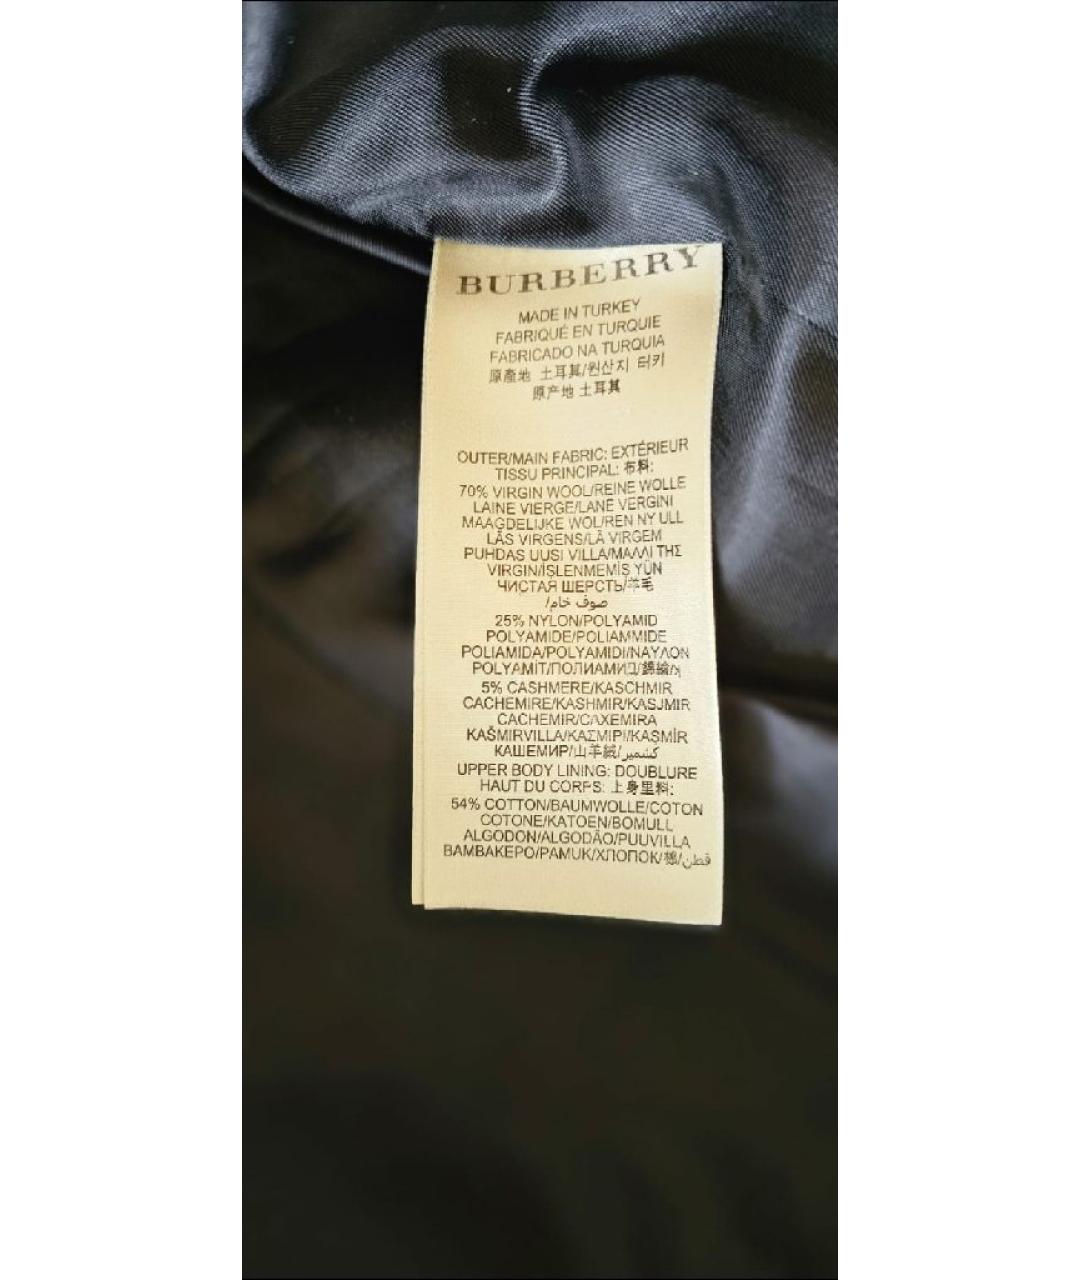 BURBERRY
MADE IN TURKEY
FABRIQUÉ EN TURQUIE
FABRICADO NA TURQUIA
原產地 土耳其/원산지 터키
原产地 土耳其
OUTER/MAIN FABRIC: EXTÉRIEUR
TISSU PRINCIPAL: 布料:
70% VIRGIN WOOL/REINE WOLLE
LAINE VIERGE/LANE VERGINI
MAAGDELIJKE WOL/REN NY ULL
LÃS VIRGENS/LÃ VIRGEM
PUHDAS UUSI VILLA/ΜΑΛΛΙ ΤΗΣ
VIRGIN/İŞLENMEMİŞ YÜN
ЧИСТАЯ ШЕРСТЬ/羊毛
/صوف خام
25% NYLON/POLYAMID
POLYAMIDE/POLIAMMIDE
POLIAMIDA/POLYAMIDI/ΝΑΥΛΟΝ
POLYAMİT/ПОЛИАМИД/錦綸/
5% CASHMERE/KASCHMIR
CACHEMIRE/KASHMIR/KASJMIR
CACHEMIR/CAXEMIRA
KAŠMIRVILLA/ΚΑΣΜΙΡΙ/KAŞMİR
КАШЕМИР/山羊絨/كشمير
UPPER BODY LINING: DOUBLURE
HAUT DU CORPS: 上身里料:
54% COTTON/BAUMWOLLE/COTON
COTONE/KATOEN/BOMULL
ALGODON/ALGODÃO/PUUVILLA
ΒΑΜΒΑΚΕΡΟ/PAMUK/ХЛОПОК/棉/قطن